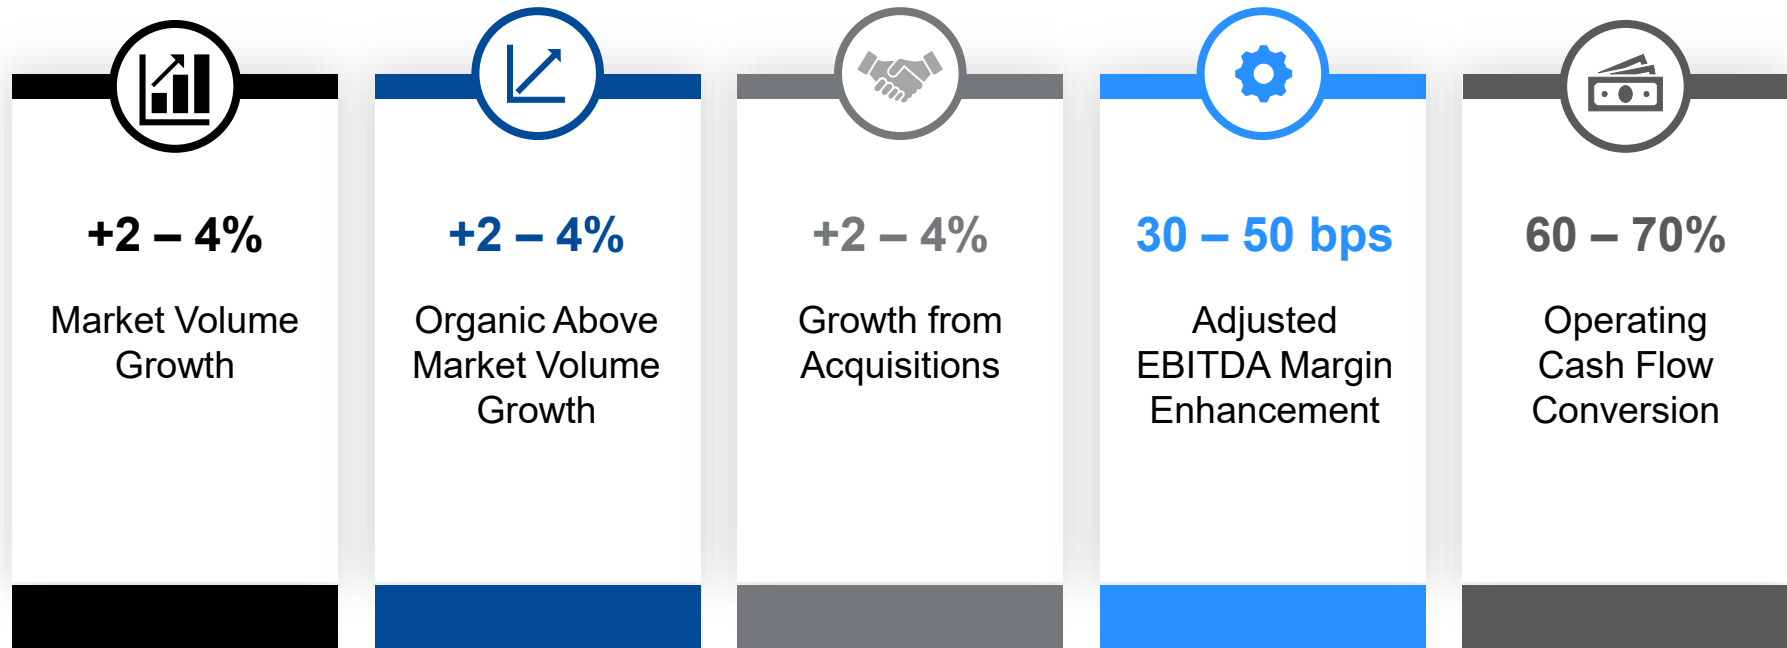 +2 – 4%
Market Volume
Growth
+2 – 4%
Organic Above
Market Volume
Growth
+2 – 4%
Growth from
Acquisitions
30 – 50 bps
Adjusted
EBITDA Margin
Enhancement
60 – 70%
Operating
Cash Flow
Conversion